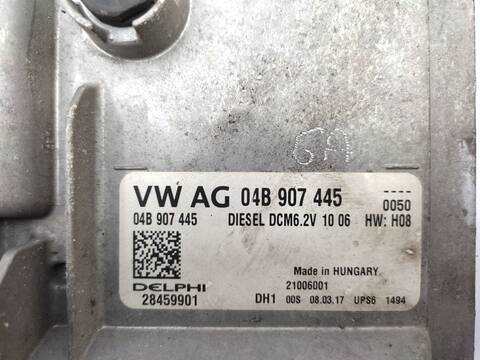 6A
VW AG 04B 907 445 0050
04B 907 445 DIESEL DCM6.2V 10 06 HW: H08
Made in HUNGARY
DELPHI 21006001
28459901 DH1 00S 08.03.17 UPS6 1494